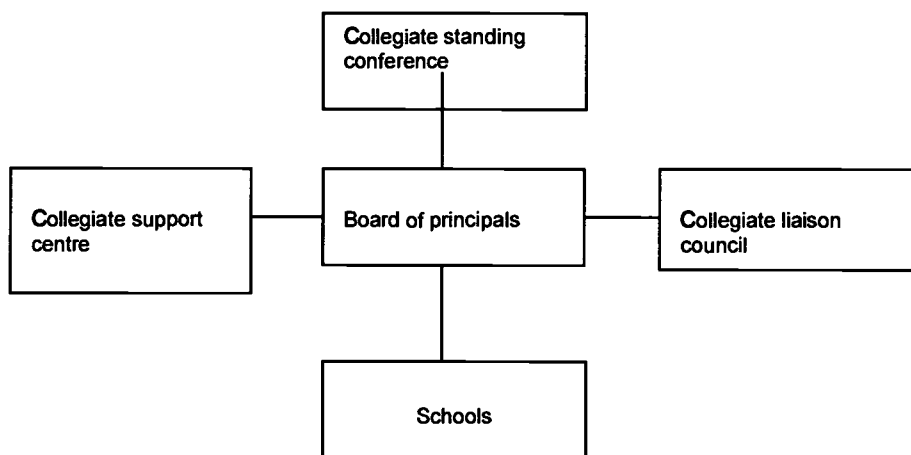 Collegiate standing
conference
Collegiate support
centre
Board of principals
Collegiate liaison
council
Schools